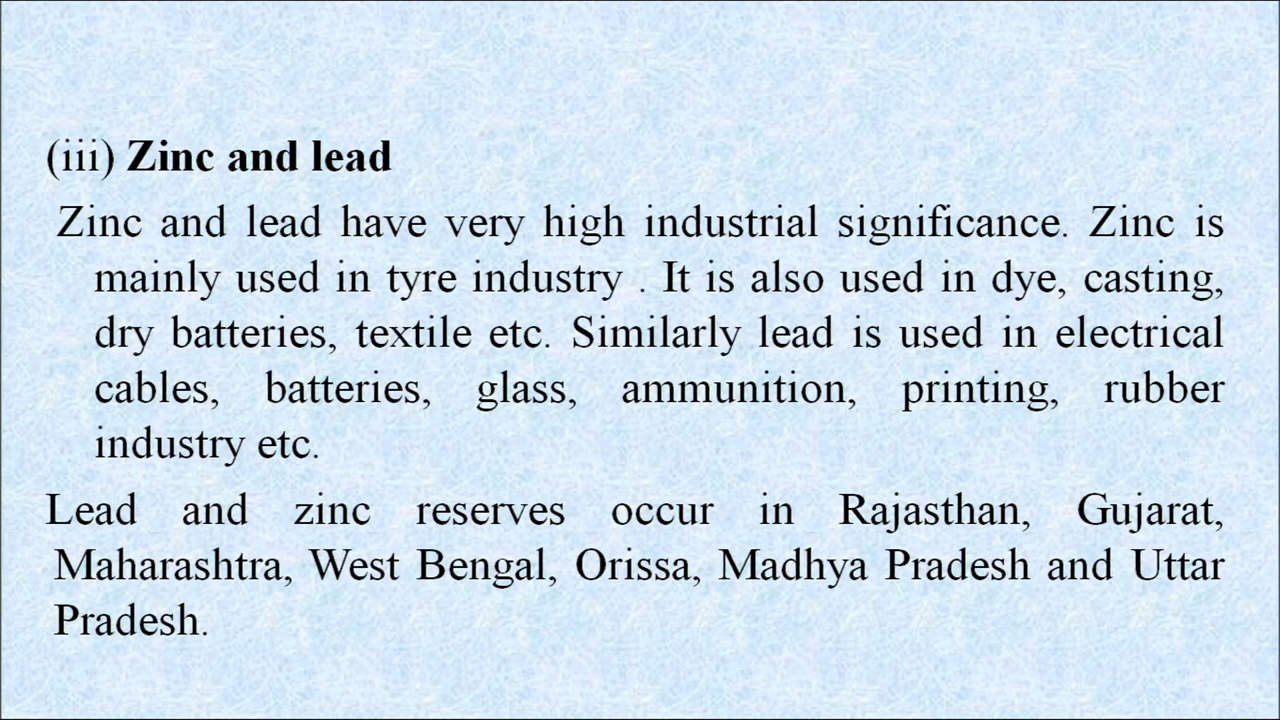 (iii) Zinc and lead
Zinc and lead have very high industrial significance. Zinc is
mainly used in tyre industry . It is also used in dye, casting,
dry batteries, textile etc. Similarly lead is used in electrical
cables, batteries, glass, ammunition, printing, rubber
industry etc.
Lead and zinc reserves occur in Rajasthan, Gujarat,
Maharashtra, West Bengal, Orissa, Madhya Pradesh and Uttar
Pradesh.